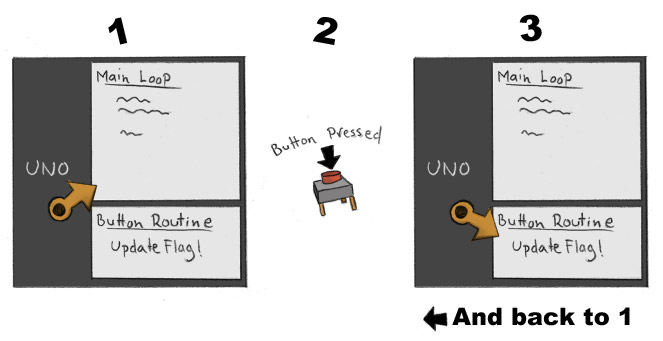 1
2
3
Main Loop
UNO
Button Routine
Update Flag!
Button Pressed
Main Loop
UNO
Button Routine
Update Flag!
And back to 1